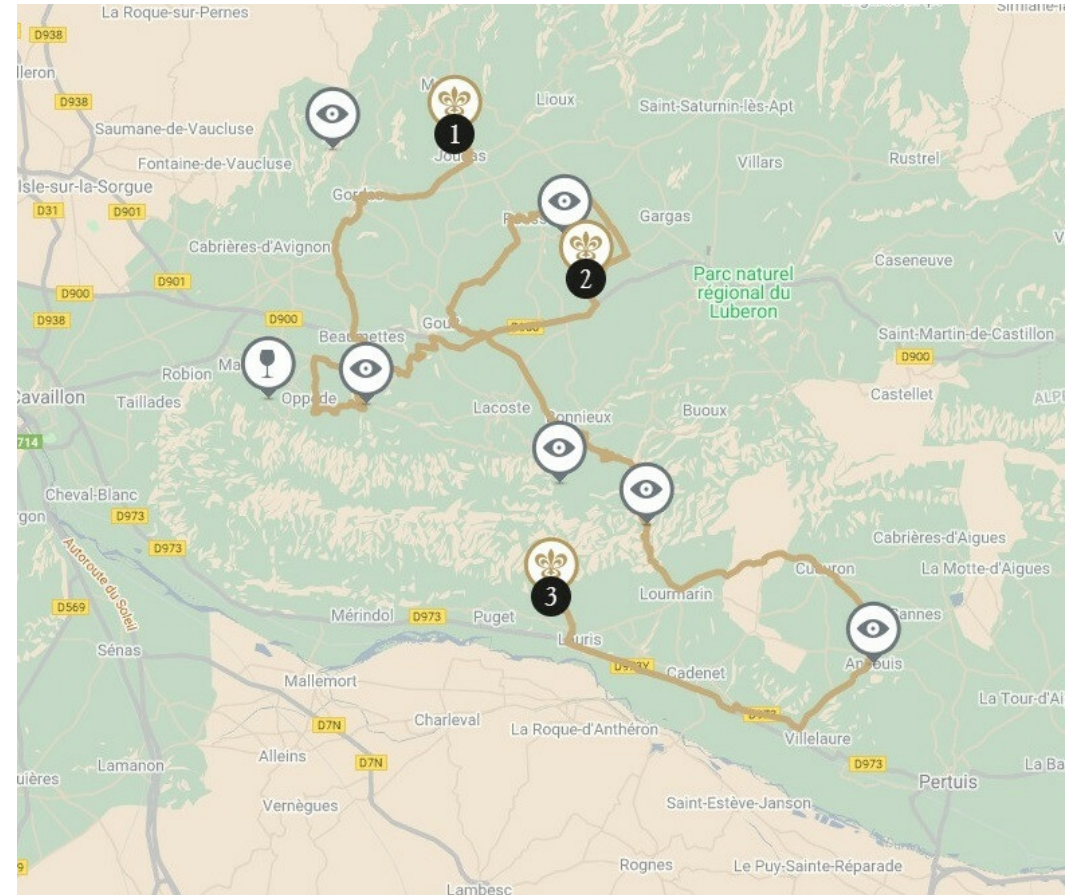 La Roque-sur-Pernes
D938
D938
Lioux
Saint-Saturnin-lès-Apt
1
Saumane-de-Vaucluse
Fontaine-de-Vaucluse
Villars
Rustrel
Isle-sur-la-Sorgue
D31
D901
Gargas
Cabrières-d'Avignon
Caseneuve
2
Parc naturel
régional du
Luberon
D901
D900
D938
D900
Saint-Martin-de-Castillon
D900
Robion
Taillades
Lacoste
Buoux
Castellet
Cheval-Blanc
D973
D973
Autoroute du Soleil
Cabrières-d'Aigues
La Motte-d'Aigues
3
D569
Lourmarin
Mérindol
D973
Puget
Sénas
Cadenet
Mallemort
D7N
Charleval
La Roque-d'Anthéron
Villelaure
Alleins
D7N
D973
Lamanon
Pertuis
Vernègues
Saint-Estève-Janson
Rognes
Le Puy-Sainte-Réparade
Lambesc